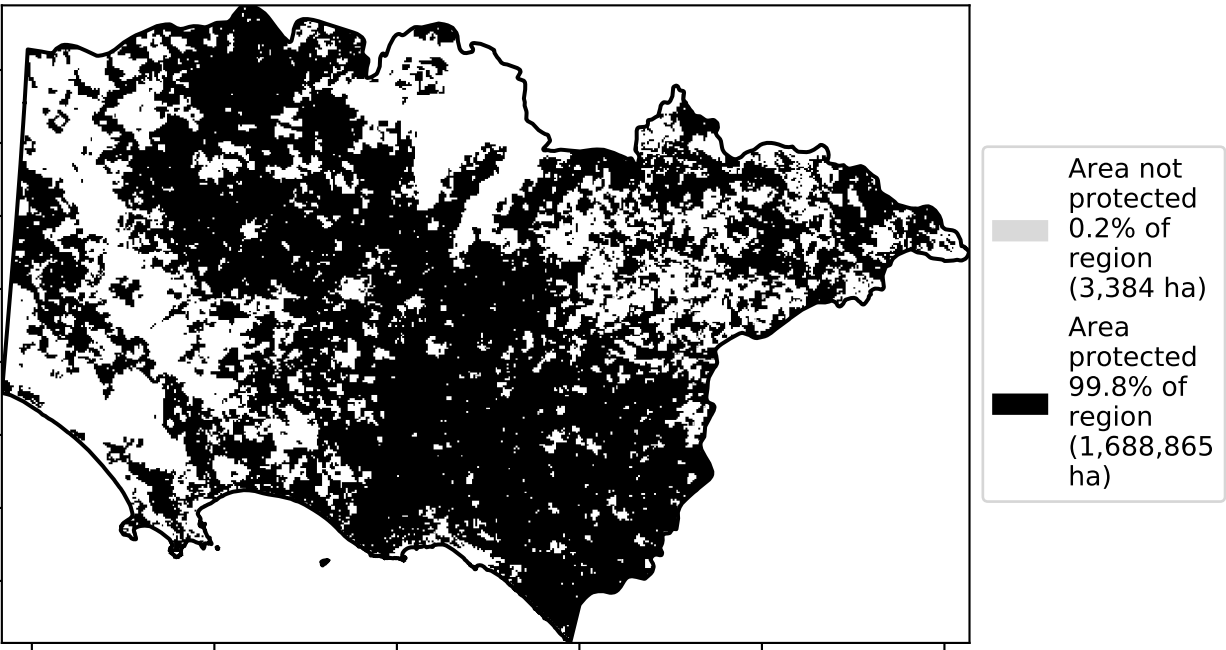 Area not
protected
0.2% of
region
(3,384 ha)
Area
protected
99.8% of
region
(1,688,865
ha)